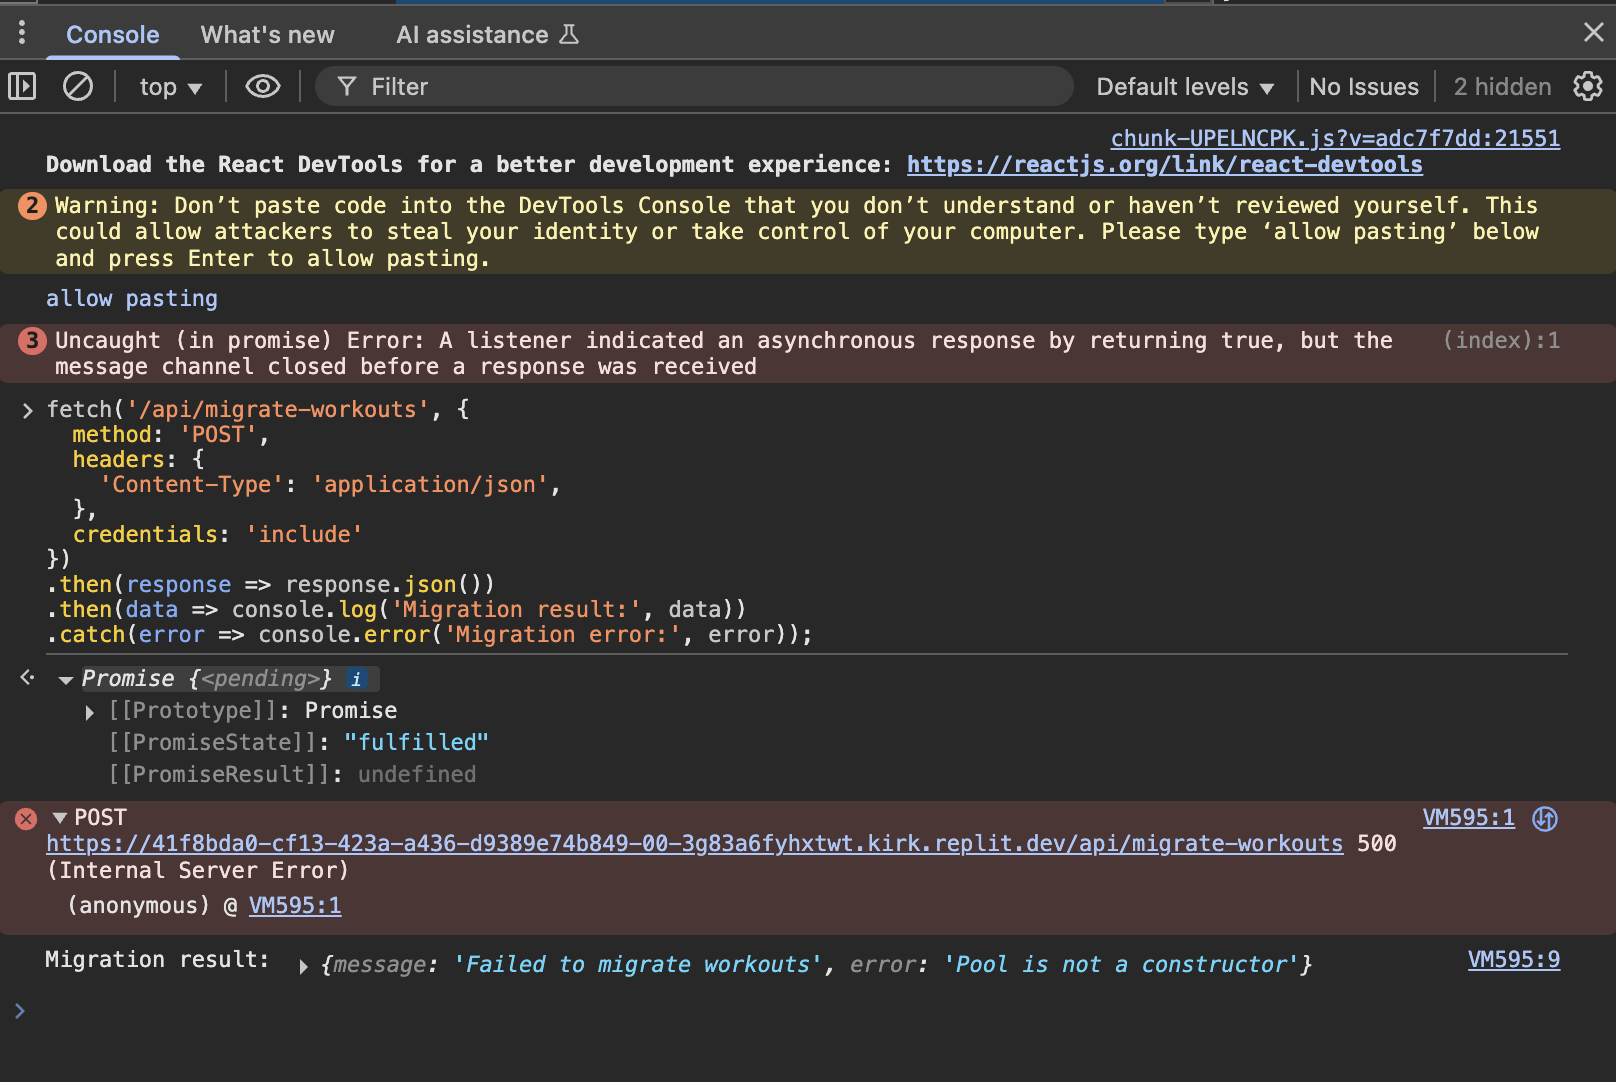 Console What's new AI assistance
top Filter Default levels No Issues 2 hidden
chunk-UPELNCPK.js?v=adc7f7dd:21551
Download the React DevTools for a better development experience: https://reactjs.org/link/react-devtools
2 Warning: Don’t paste code into the DevTools Console that you don’t understand or haven’t reviewed yourself. This
could allow attackers to steal your identity or take control of your computer. Please type ‘allow pasting’ below
and press Enter to allow pasting.
allow pasting
3 Uncaught (in promise) Error: A listener indicated an asynchronous response by returning true, but the (index):1
message channel closed before a response was received
fetch('/api/migrate-workouts', {
method: 'POST',
headers: {
'Content-Type': 'application/json',
},
credentials: 'include'
})
.then(response => response.json())
.then(data => console.log('Migration result:', data))
.catch(error => console.error('Migration error:', error));
Promise {<pending>} i
[[Prototype]]: Promise
[[PromiseState]]: "fulfilled"
[[PromiseResult]]: undefined
POST VM595:1
https://41f8bda0-cf13-423a-a436-d9389e74b849-00-3g83a6fyhxtwt.kirk.replit.dev/api/migrate-workouts 500
(Internal Server Error)
(anonymous) @ VM595:1
Migration result: {message: 'Failed to migrate workouts', error: 'Pool is not a constructor'} VM595:9